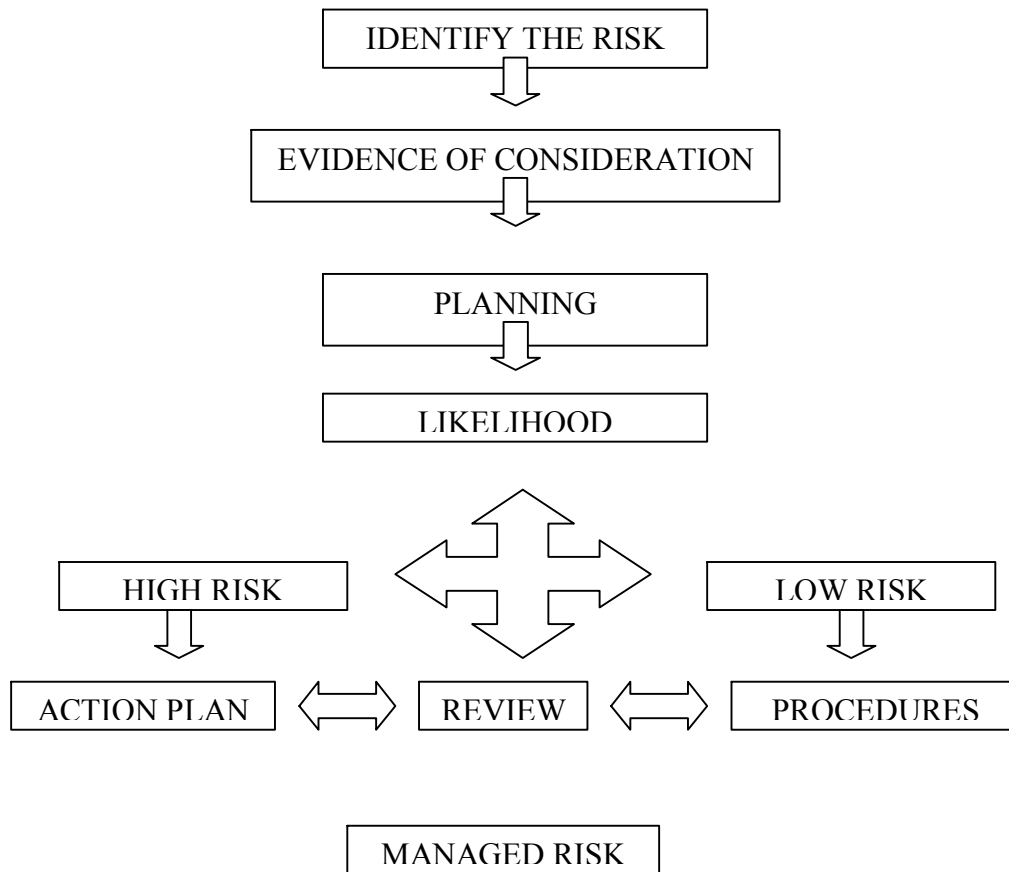 IDENTIFY THE RISK
EVIDENCE OF CONSIDERATION
PLANNING
LIKELIHOOD
HIGH RISK
LOW RISK
ACTION PLAN
REVIEW
PROCEDURES
MANAGED RISK